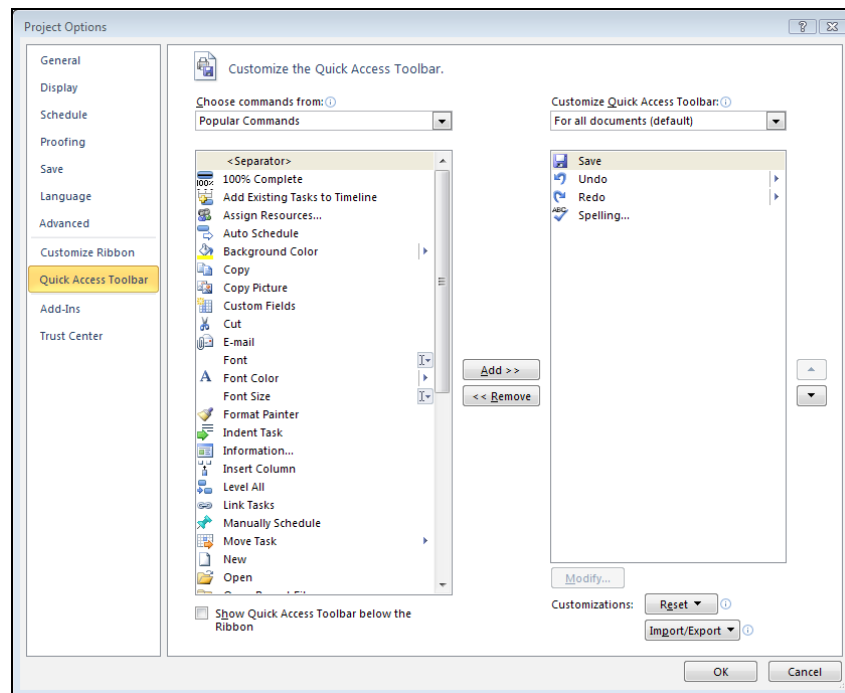 Project Options
General
Display
Schedule
Proofing
Save
Language
Advanced
Customize Ribbon
Quick Access Toolbar
Add-Ins
Trust Center
Customize the Quick Access Toolbar.
Choose commands from:
Popular Commands
<Separator>
100% Complete
Add Existing Tasks to Timeline
Assign Resources...
Auto Schedule
Background Color
Copy
Copy Picture
Custom Fields
Cut
E-mail
Font
Font Color
Font Size
Format Painter
Indent Task
Information...
Insert Column
Level All
Link Tasks
Manually Schedule
Move Task
New
Open
Show Quick Access Toolbar below the
Ribbon
Add >>
<< Remove
Customize Quick Access Toolbar:
For all documents (default)
Save
Undo
Redo
Spelling...
Modify...
Customizations:
Reset
Import/Export
OK
Cancel